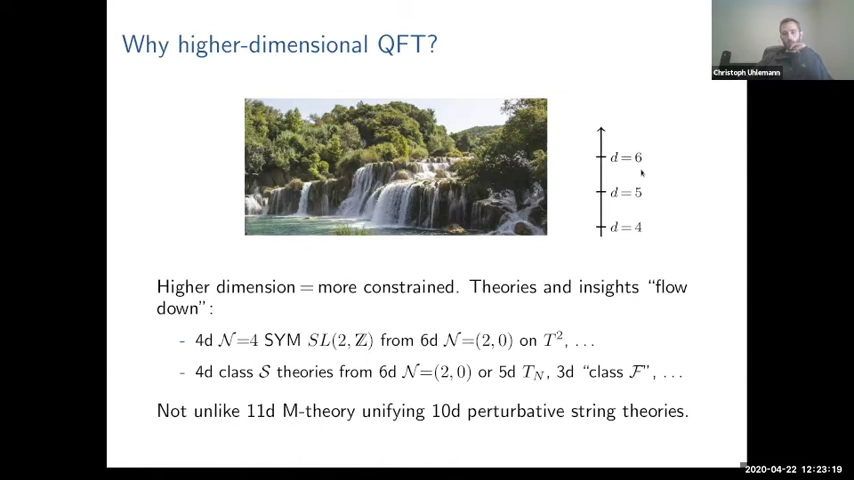 Why higher-dimensional QFT?
Christoph Uhlemann
d = 6
d = 5
d = 4
Higher dimension = more constrained. Theories and insights “flow
down”:
- 4d 𝒩=4 SYM SL(2, ℤ) from 6d 𝒩=(2, 0) on T², ...
- 4d class 𝒮 theories from 6d 𝒩=(2, 0) or 5d T_N, 3d “class ℱ”, ...
Not unlike 11d M-theory unifying 10d perturbative string theories.
2020-04-22 12:23:19